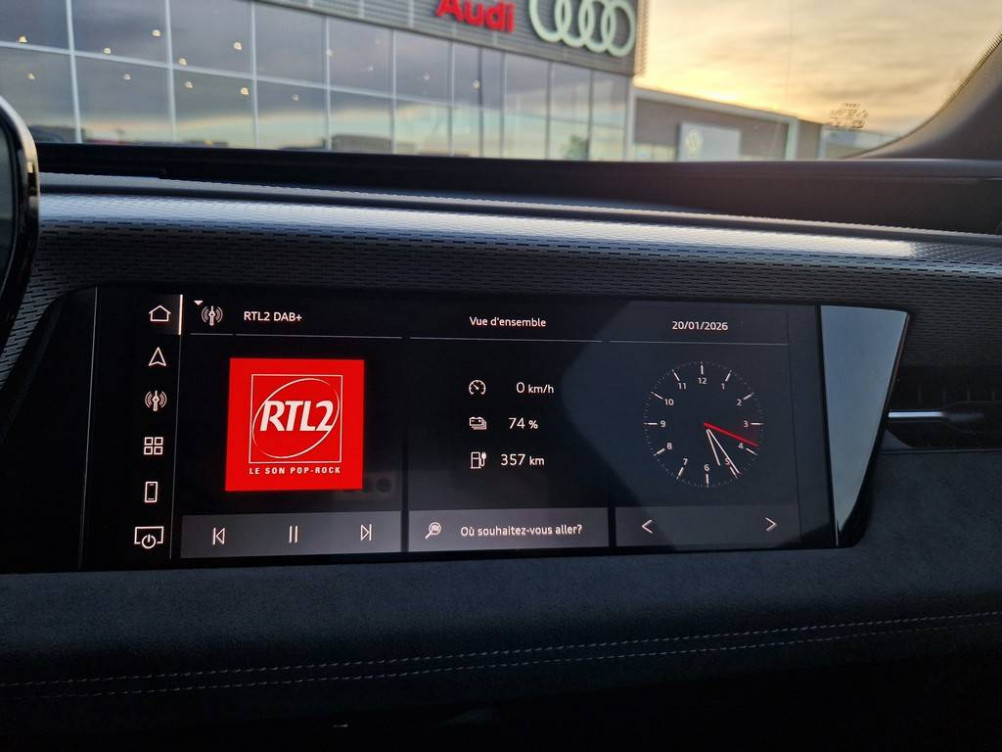 Audi
RTL2 DAB+
Vue d'ensemble
20/01/2026
RTL2
LE SON POP-ROCK
0 km/h
74 %
357 km
12
1
2
3
4
5
6
7
8
9
10
11
Où souhaitez-vous aller?